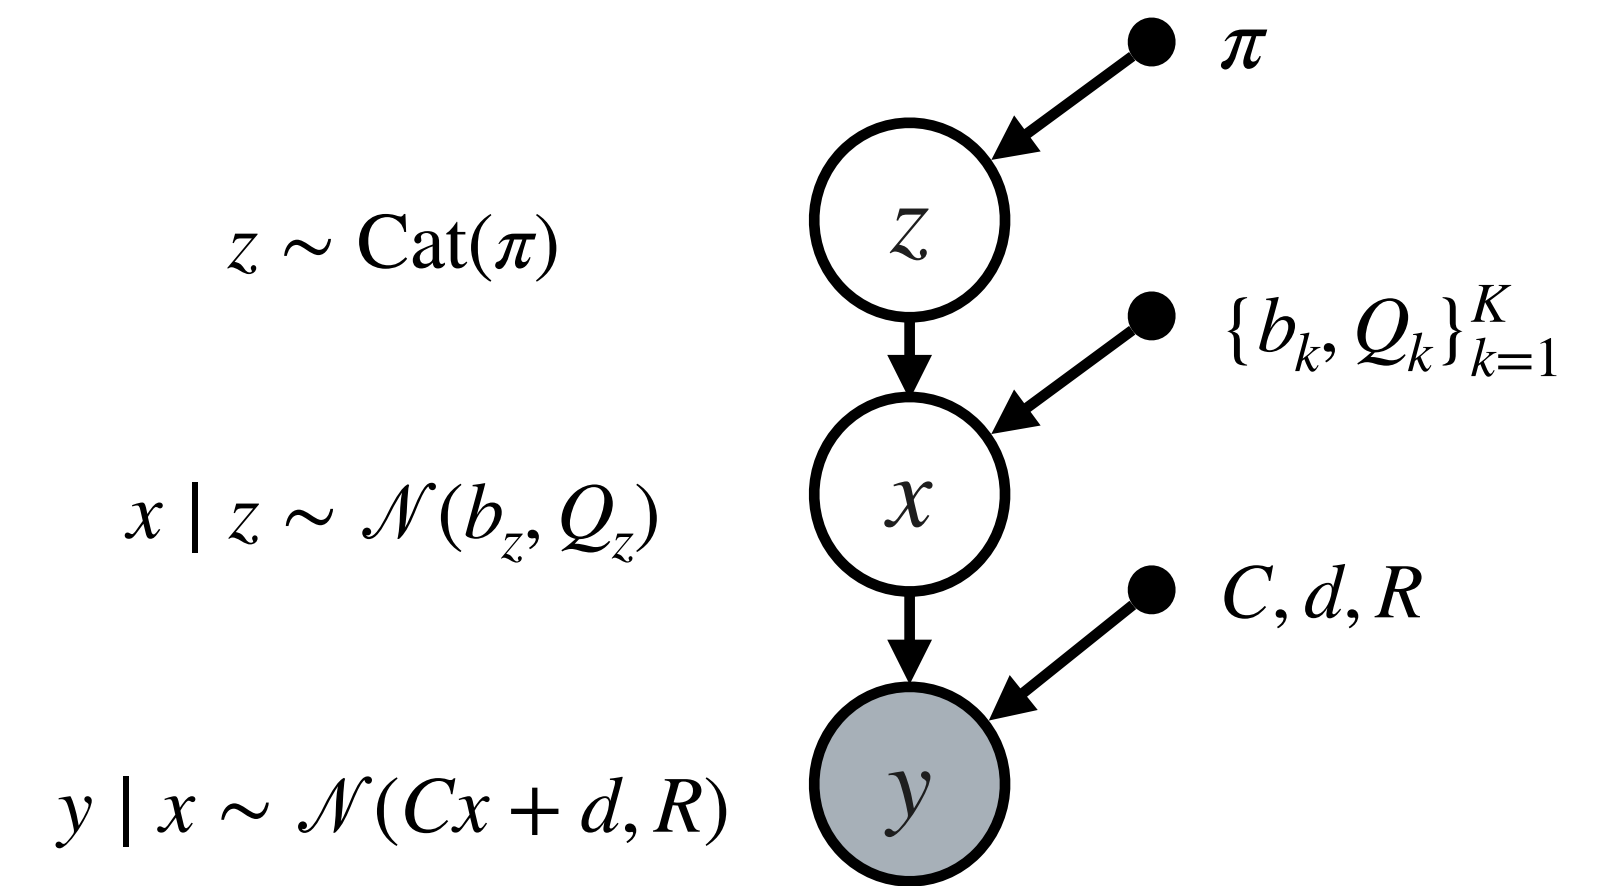 π
z
z ∼ Cat(π)
{b_k, Q_k}_{k=1}^K
x
x | z ∼ 𝒩(b_z, Q_z)
C, d, R
y
y | x ∼ 𝒩(Cx + d, R)